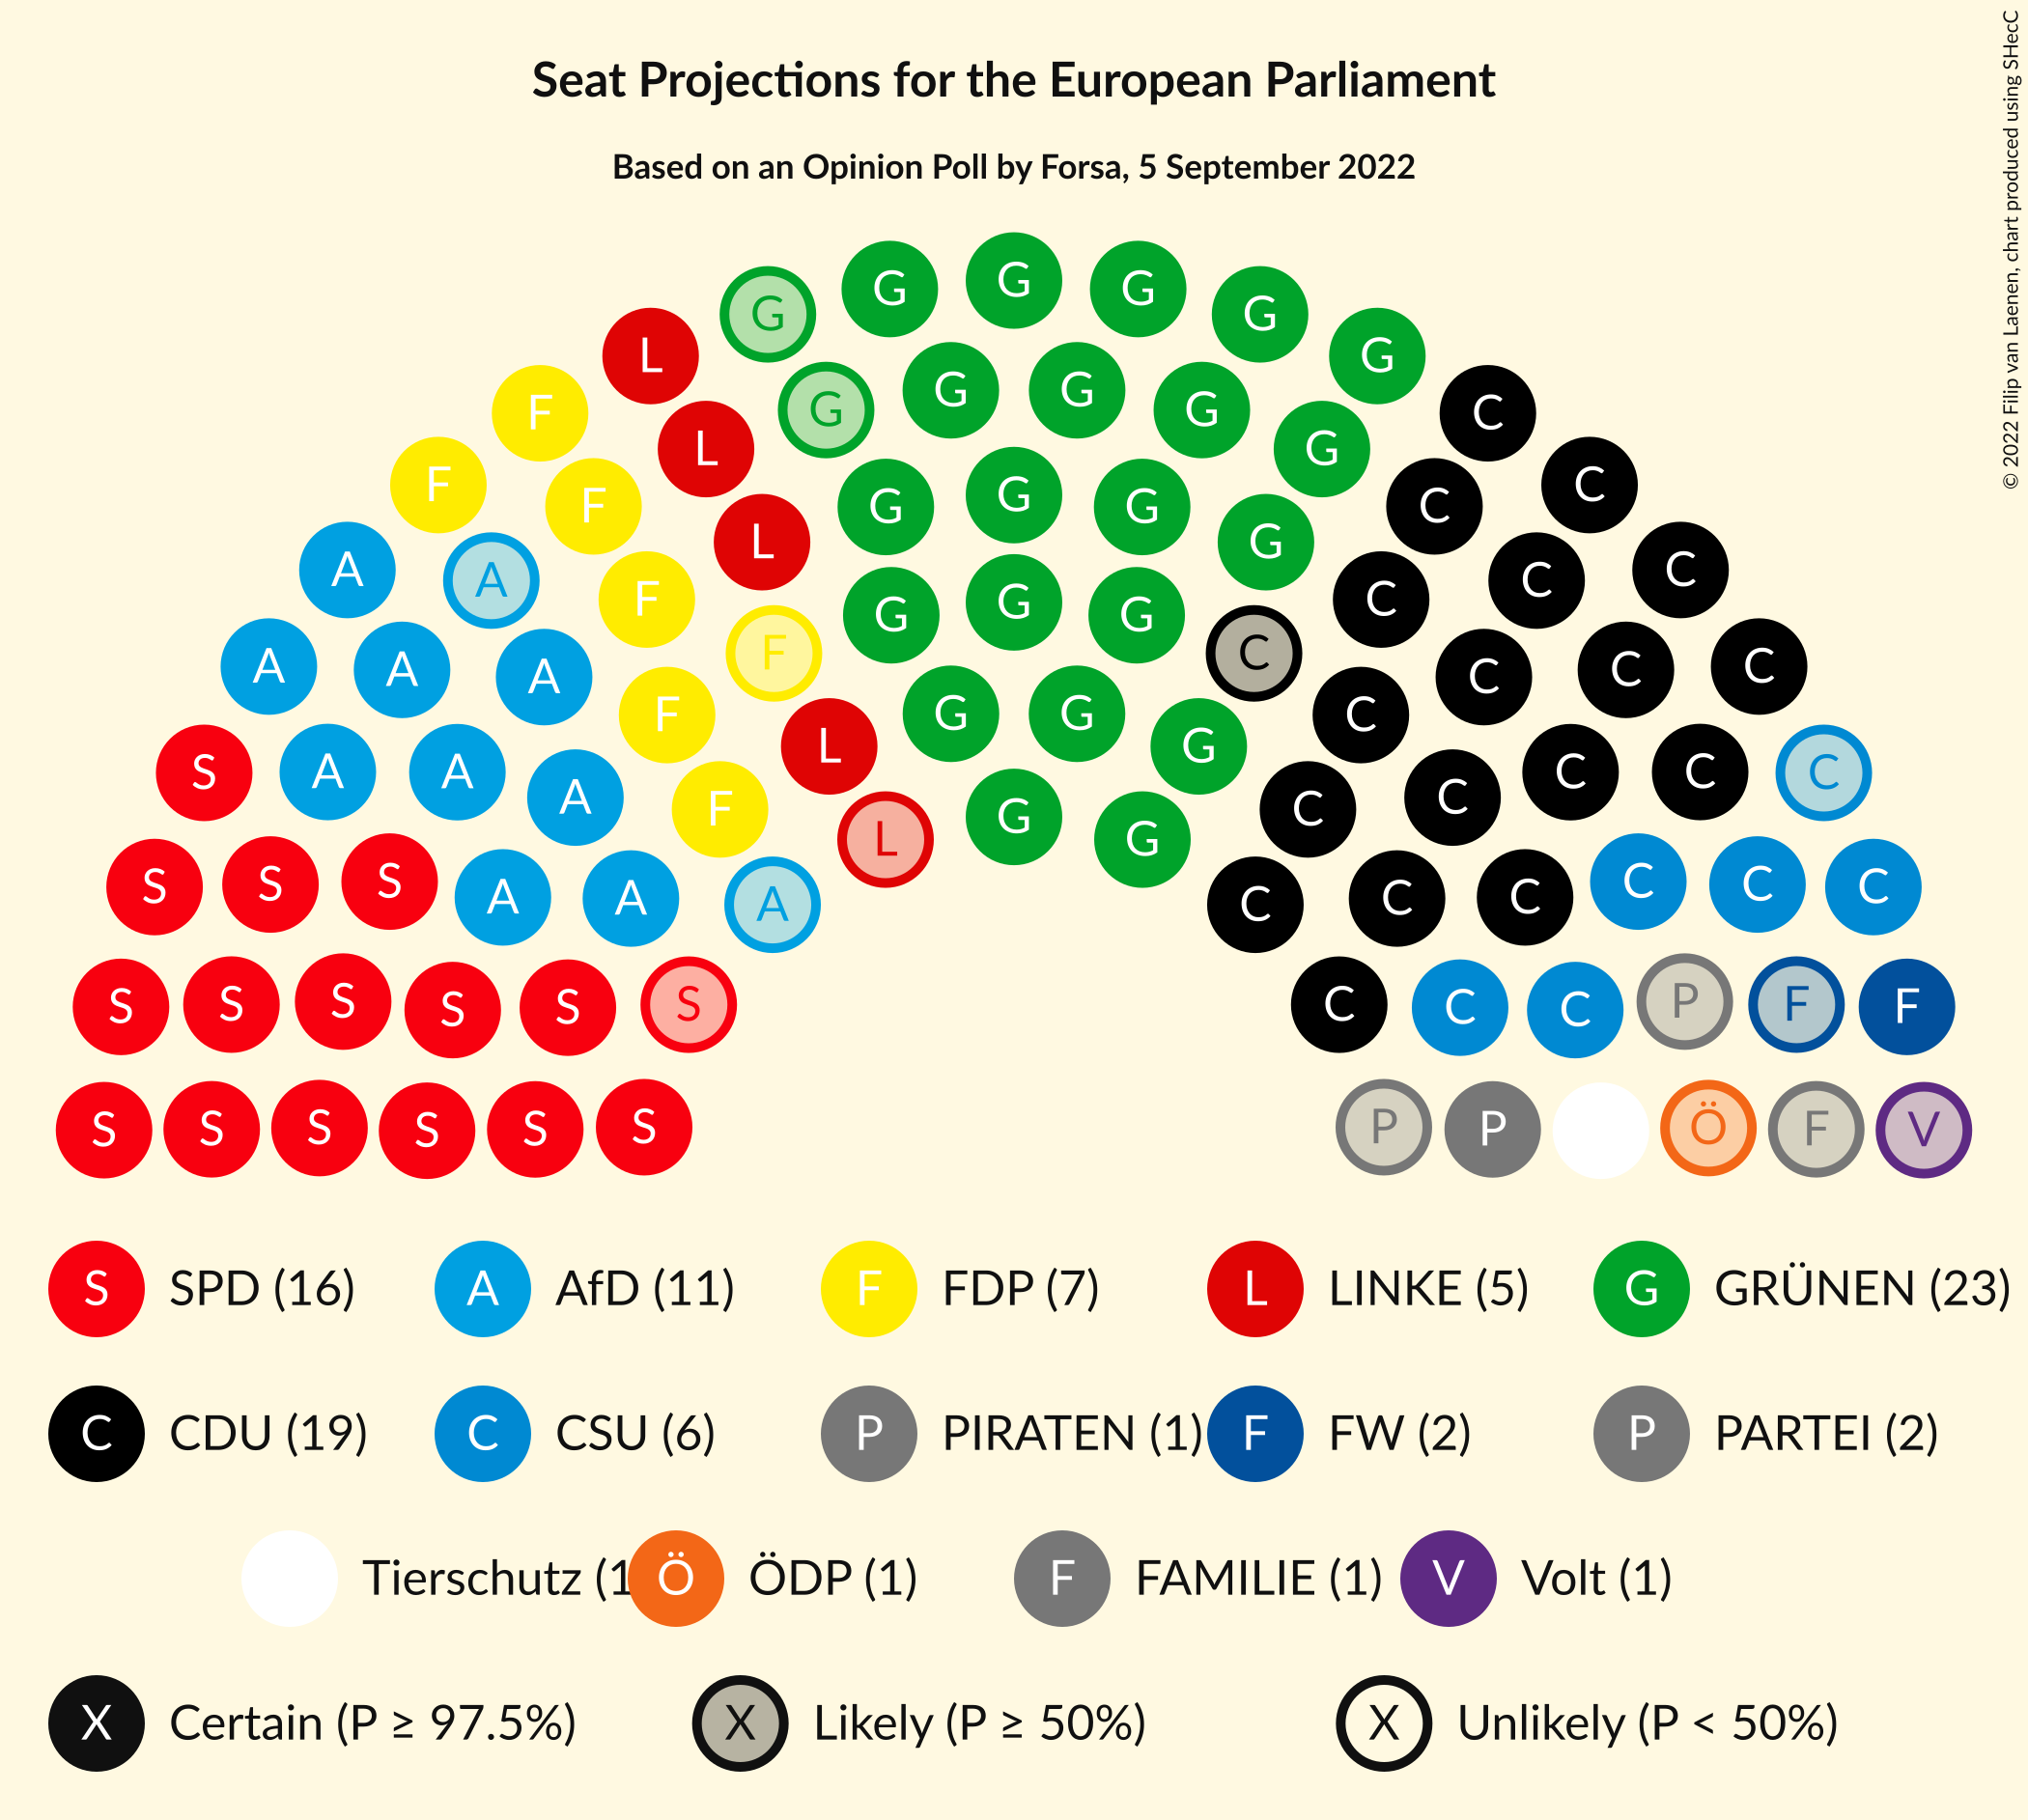 Seat Projections for the European Parliament
Based on an Opinion Poll by Forsa, 5 September 2022
© 2022 Filip van Laenen, chart produced using SHecC
G G G G G G
L G G G G G C
F L G G G G C C
F F L G G G G C C C
A A F F G G G C C C C
A A A F L G G G C C C C
S A A A F L G G C C C C C
S S S A A A C C C C C C
S S S S S S C C C P F F
S S S S S S P P Ö F V
S SPD (16) A AfD (11) F FDP (7) L LINKE (5) G GRÜNEN (23)
C CDU (19) C CSU (6) P PIRATEN (1) F FW (2) P PARTEI (2)
Tierschutz (1 Ö ÖDP (1) F FAMILIE (1) V Volt (1)
X Certain (P ≥ 97.5%) X Likely (P ≥ 50%) X Unlikely (P < 50%)